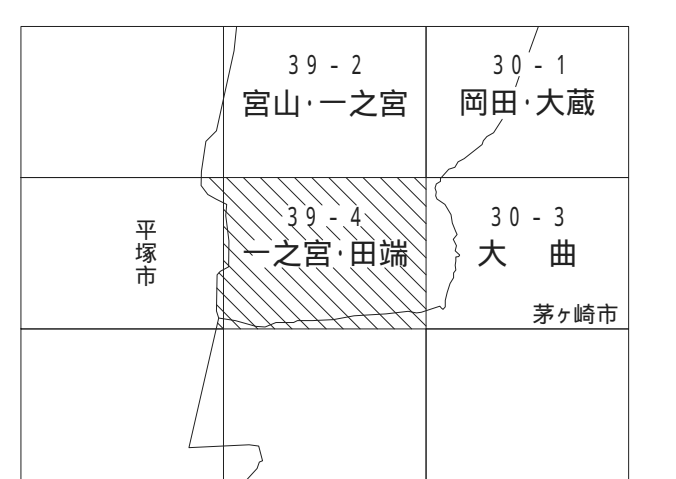 39-2
宮山・一之宮
30-1
岡田・大蔵
平塚市
39-4
一之宮・田端
30-3
大　曲
茅ヶ崎市